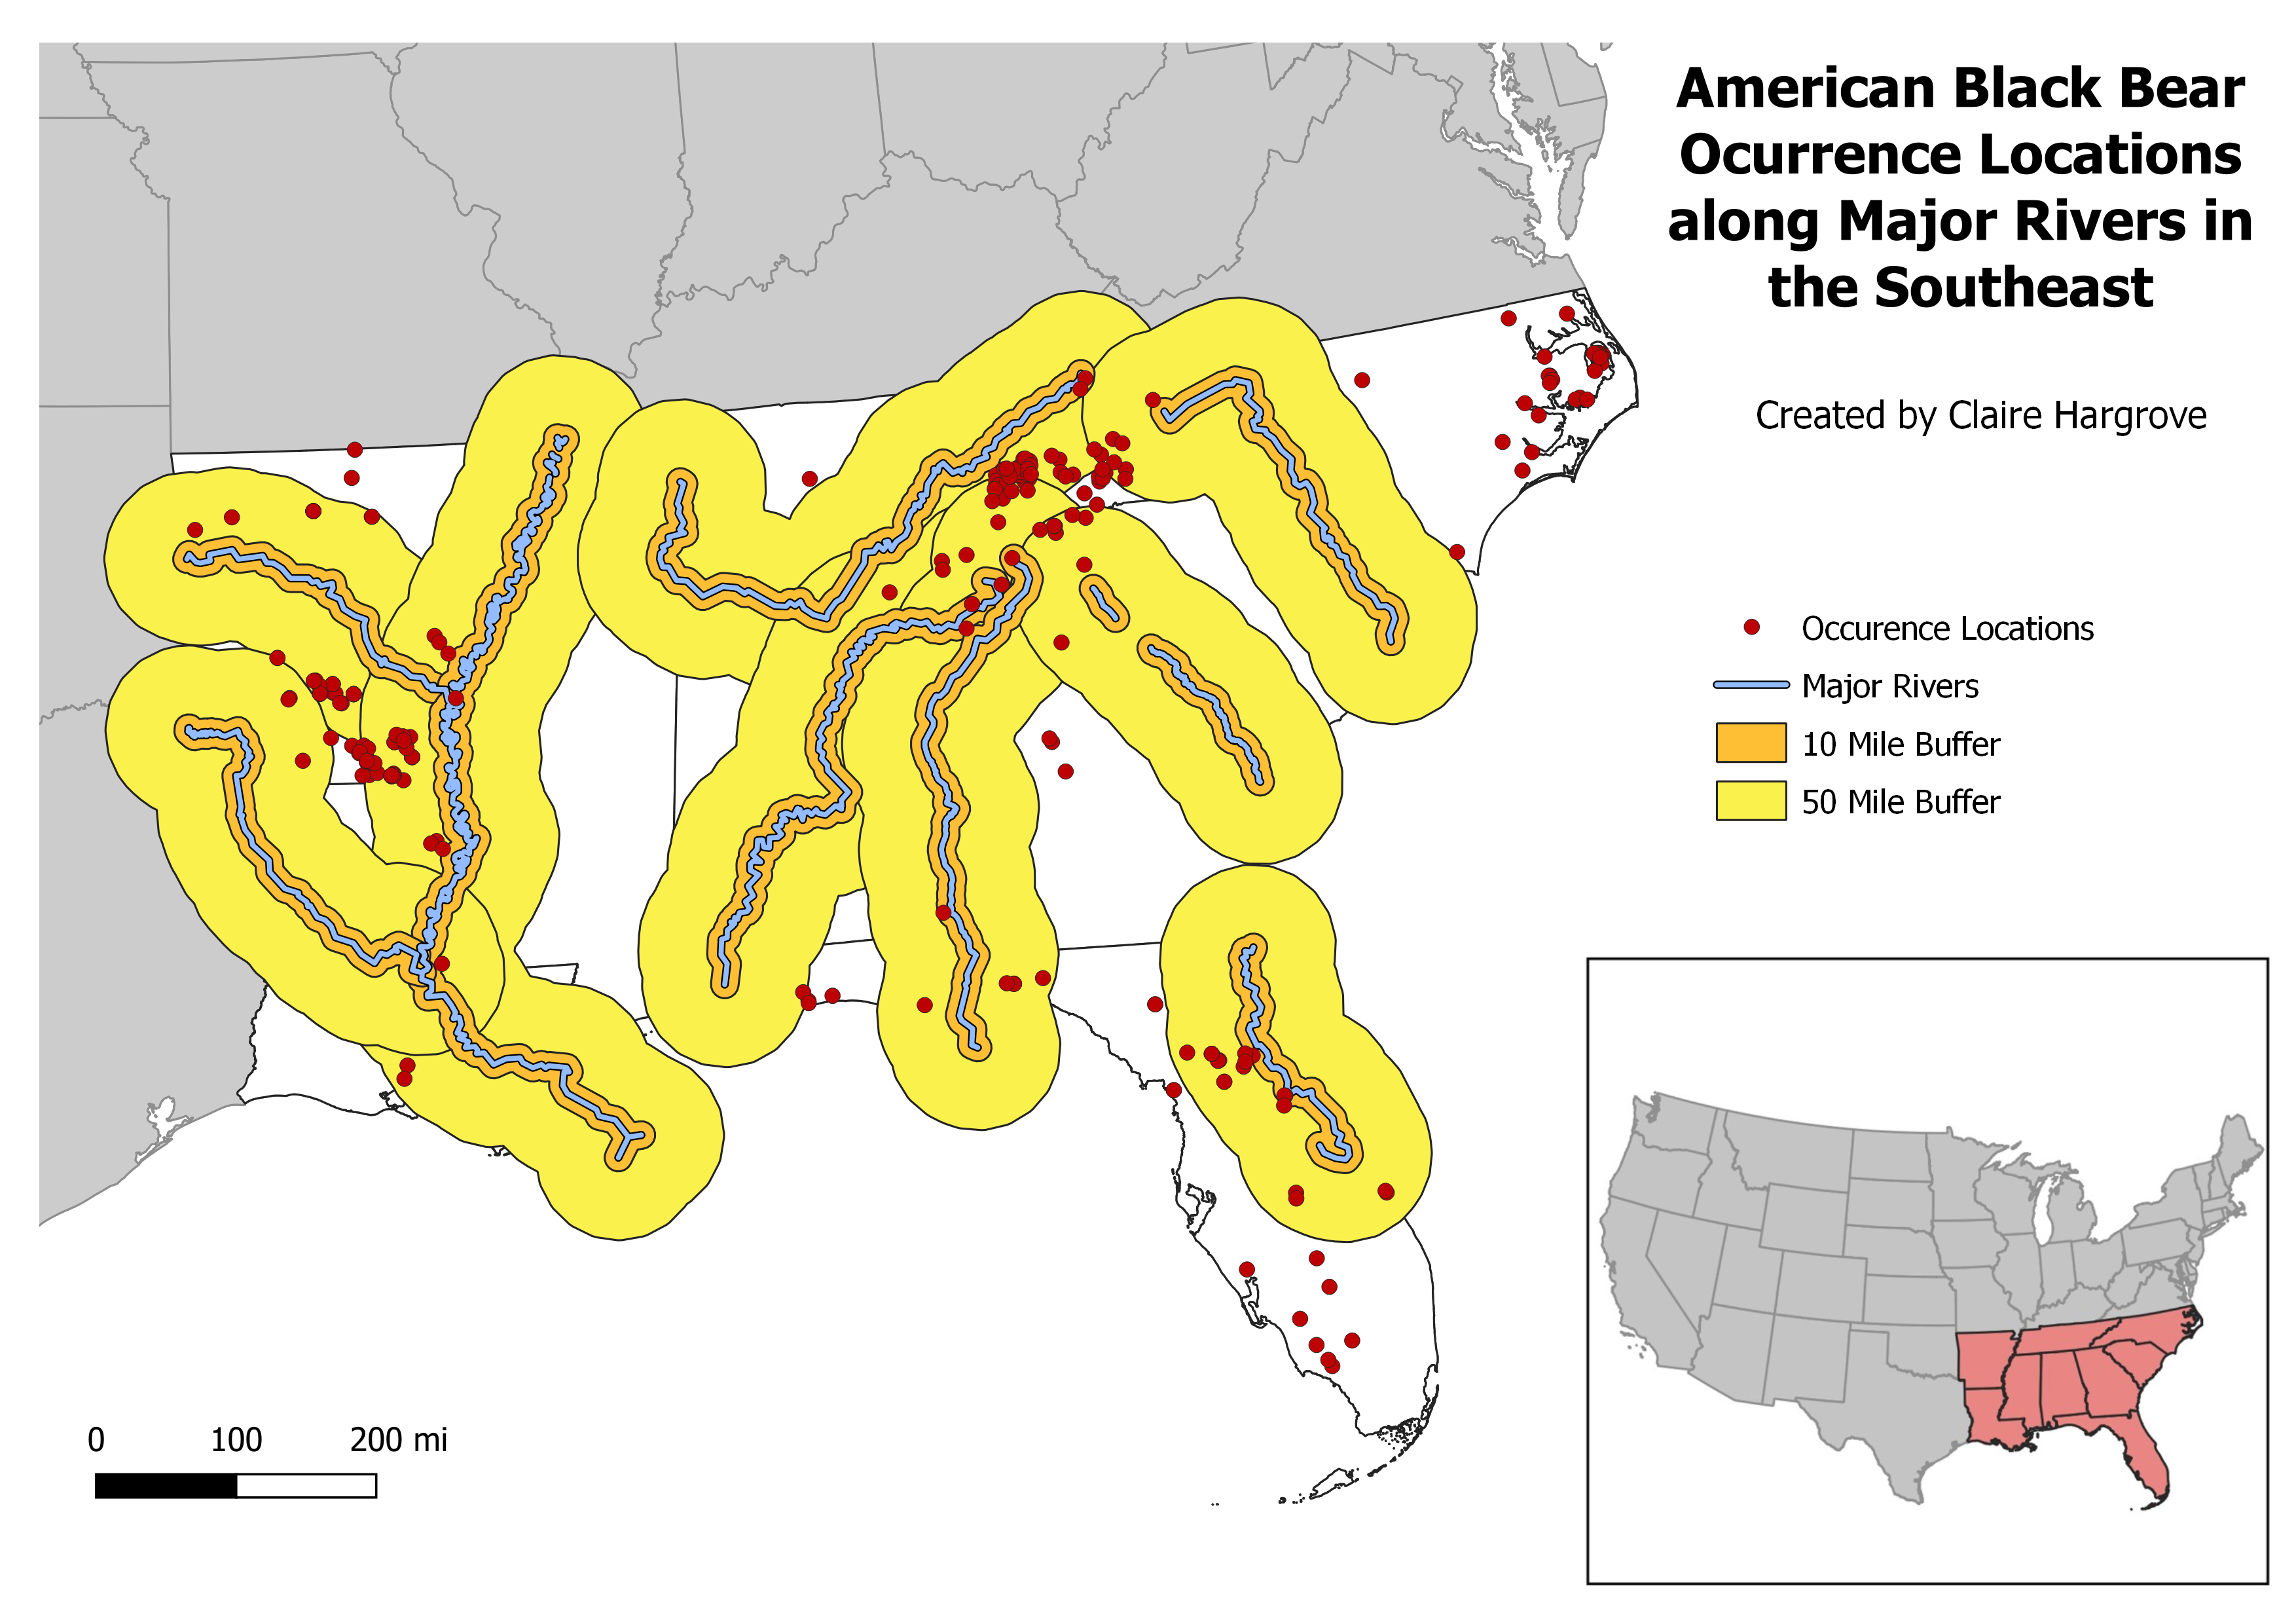 American Black Bear
Ocurrence Locations
along Major Rivers in
the Southeast
Created by Claire Hargrove
Occurence Locations
Major Rivers
10 Mile Buffer
50 Mile Buffer
0 100 200 mi